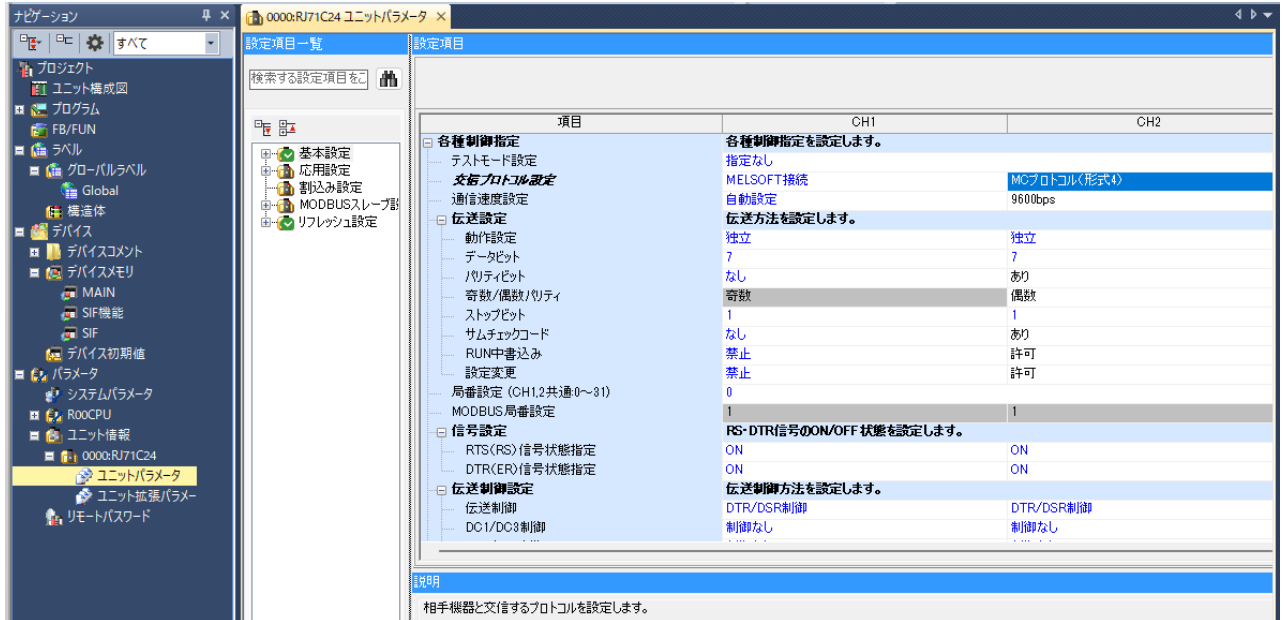 ナビゲーション
0000:RJ71C24 ユニットパラメータ
すべて
設定項目一覧
設定項目
プロジェクト
ユニット構成図
プログラム
FB/FUN
ラベル
グローバルラベル
Global
構造体
デバイス
デバイスコメント
デバイスメモリ
MAIN
SIF機能
SIF
デバイス初期値
パラメータ
システムパラメータ
R00CPU
ユニット情報
0000:RJ71C24
ユニットパラメータ
ユニット拡張パラメー
リモートパスワード
検索する設定項目をこ
基本設定
応用設定
割込み設定
MODBUSスレーブ設
リフレッシュ設定
項目 CH1 CH2
各種制御指定 各種制御指定を設定します。
テストモード設定 指定なし
交信プロトコル設定 MELSOFT接続 MCプロトコル(形式4)
通信速度設定 自動設定 9600bps
伝送設定 伝送方法を設定します。
動作設定 独立 独立
データビット 7 7
パリティビット なし あり
奇数/偶数パリティ 奇数 偶数
ストップビット 1 1
サムチェックコード なし あり
RUN中書込み 禁止 許可
設定変更 禁止 許可
局番設定 (CH1,2共通:0～31) 0
MODBUS局番設定 1 1
信号設定 RS・DTR信号のON/OFF状態を設定します。
RTS(RS)信号状態指定 ON ON
DTR(ER)信号状態指定 ON ON
伝送制御設定 伝送制御方法を設定します。
伝送制御 DTR/DSR制御 DTR/DSR制御
DC1/DC3制御 制御なし 制御なし
説明
相手機器と交信するプロトコルを設定します。